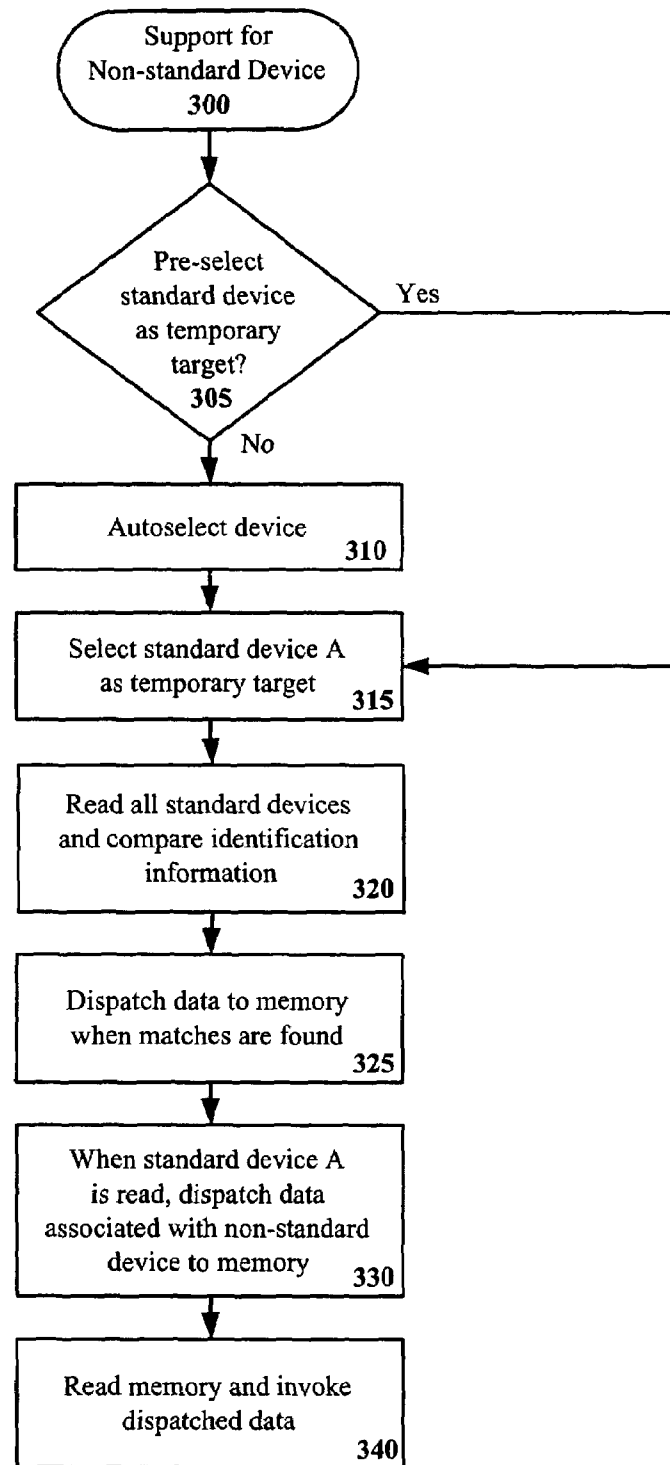 Support for
Non-standard Device
300
Pre-select
standard device
as temporary
target?
305
Yes
No
Autoselect device
310
Select standard device A
as temporary target
315
Read all standard devices
and compare identification
information
320
Dispatch data to memory
when matches are found
325
When standard device A
is read, dispatch data
associated with non-standard
device to memory
330
Read memory and invoke
dispatched data
340